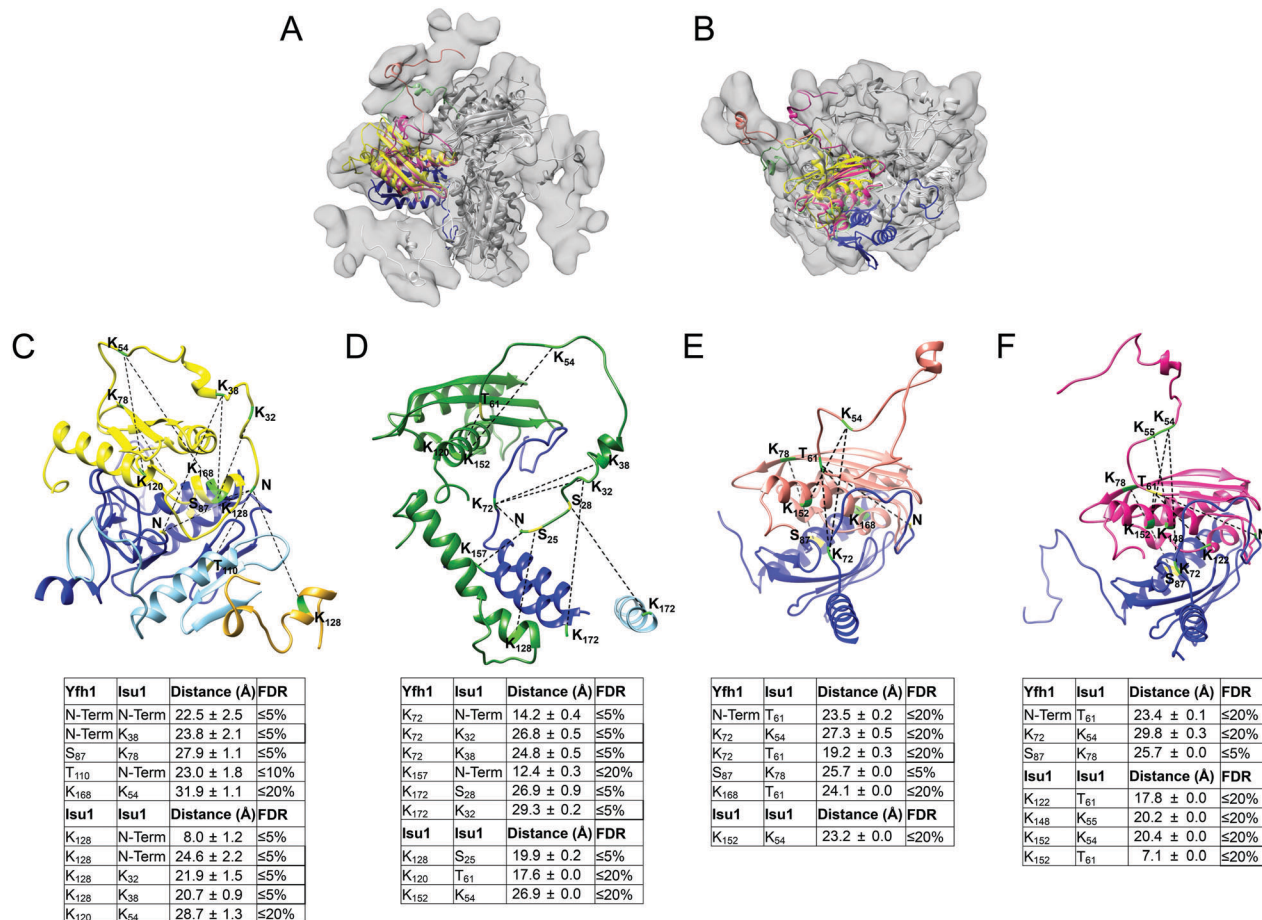 A
B
C
K54
K78
K38
K32
K120
K168
N
S87
K128
N
T110
K128
D
K54
T61
K120
K152
K38
K32
K72
N
S28
S25
K157
K172
K128
K172
E
K54
K78
T61
K152
K168
N
S87
K72
F
K54
K55
K78
T61
N
K152
K148
K122
K72
S87
Yfh1 Isu1 Distance (Å) FDR
N-Term N-Term 22.5 ± 2.5 ≤5%
N-Term K38 23.8 ± 2.1 ≤5%
S87 K78 27.9 ± 1.1 ≤5%
T110 N-Term 23.0 ± 1.8 ≤10%
K168 K54 31.9 ± 1.1 ≤20%
Isu1 Isu1 Distance (Å) FDR
K128 N-Term 8.0 ± 1.2 ≤5%
K128 N-Term 24.6 ± 2.2 ≤5%
K128 K32 21.9 ± 1.5 ≤5%
K128 K38 20.7 ± 0.9 ≤5%
K120 K54 28.7 ± 1.3 ≤20%
Yfh1 Isu1 Distance (Å) FDR
K72 N-Term 14.2 ± 0.4 ≤5%
K72 K32 26.8 ± 0.5 ≤5%
K72 K38 24.8 ± 0.5 ≤5%
K157 N-Term 12.4 ± 0.3 ≤20%
K172 S28 26.9 ± 0.9 ≤5%
K172 K32 29.3 ± 0.2 ≤5%
Isu1 Isu1 Distance (Å) FDR
K128 S25 19.9 ± 0.2 ≤5%
K120 T61 17.6 ± 0.0 ≤20%
K152 K54 26.9 ± 0.0 ≤20%
Yfh1 Isu1 Distance (Å) FDR
N-Term T61 23.5 ± 0.2 ≤20%
K72 K54 27.3 ± 0.5 ≤20%
K72 T61 19.2 ± 0.3 ≤20%
S87 K78 25.7 ± 0.0 ≤5%
K168 T61 24.1 ± 0.0 ≤20%
Isu1 Isu1 Distance (Å) FDR
K152 K54 23.2 ± 0.0 ≤20%
Yfh1 Isu1 Distance (Å) FDR
N-Term T61 23.4 ± 0.1 ≤20%
K72 K54 29.8 ± 0.3 ≤20%
S87 K78 25.7 ± 0.0 ≤5%
Isu1 Isu1 Distance (Å) FDR
K122 T61 17.8 ± 0.0 ≤20%
K148 K55 20.2 ± 0.0 ≤20%
K152 K54 20.4 ± 0.0 ≤20%
K152 T61 7.1 ± 0.0 ≤20%